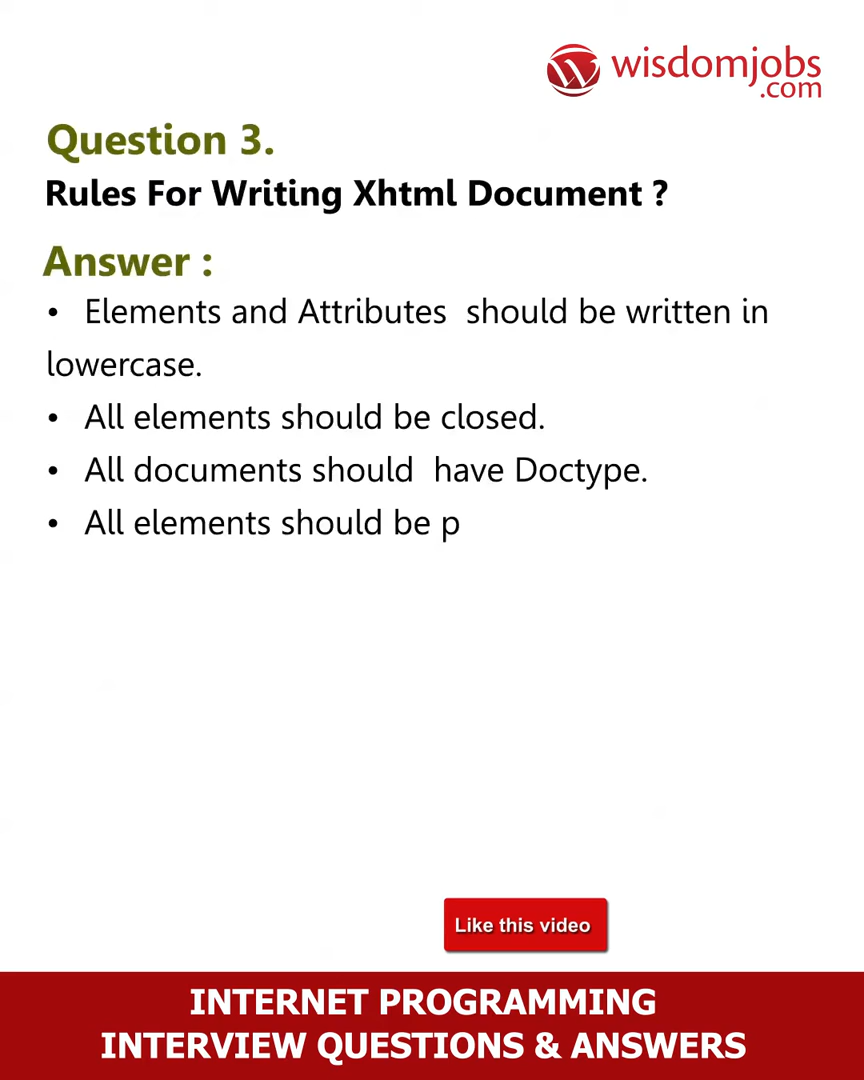 wisdomjobs
.com
Question 3.
Rules For Writing Xhtml Document ?
Answer :
• Elements and Attributes  should be written in
lowercase.
• All elements should be closed.
• All documents should  have Doctype.
• All elements should be p
Like this video
INTERNET PROGRAMMING
INTERVIEW QUESTIONS & ANSWERS